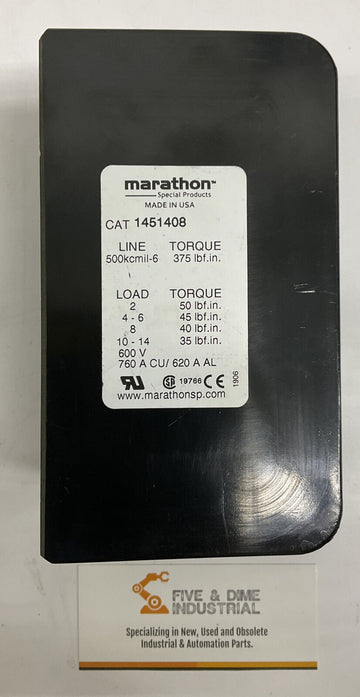 marathon™
Special Products
MADE IN USA
CAT 1451408
LINE TORQUE
500kcmil-6 375 lbf.in.
LOAD TORQUE
2 50 lbf.in.
4 - 6 45 lbf.in.
8 40 lbf.in.
10 - 14 35 lbf.in.
600 V
760 A CU/ 620 A AL
19766 CE
1906
www.marathonsp.com
FIVE & DIME
INDUSTRIAL
Specializing in New, Used and Obsolete
Industrial & Automation Parts.